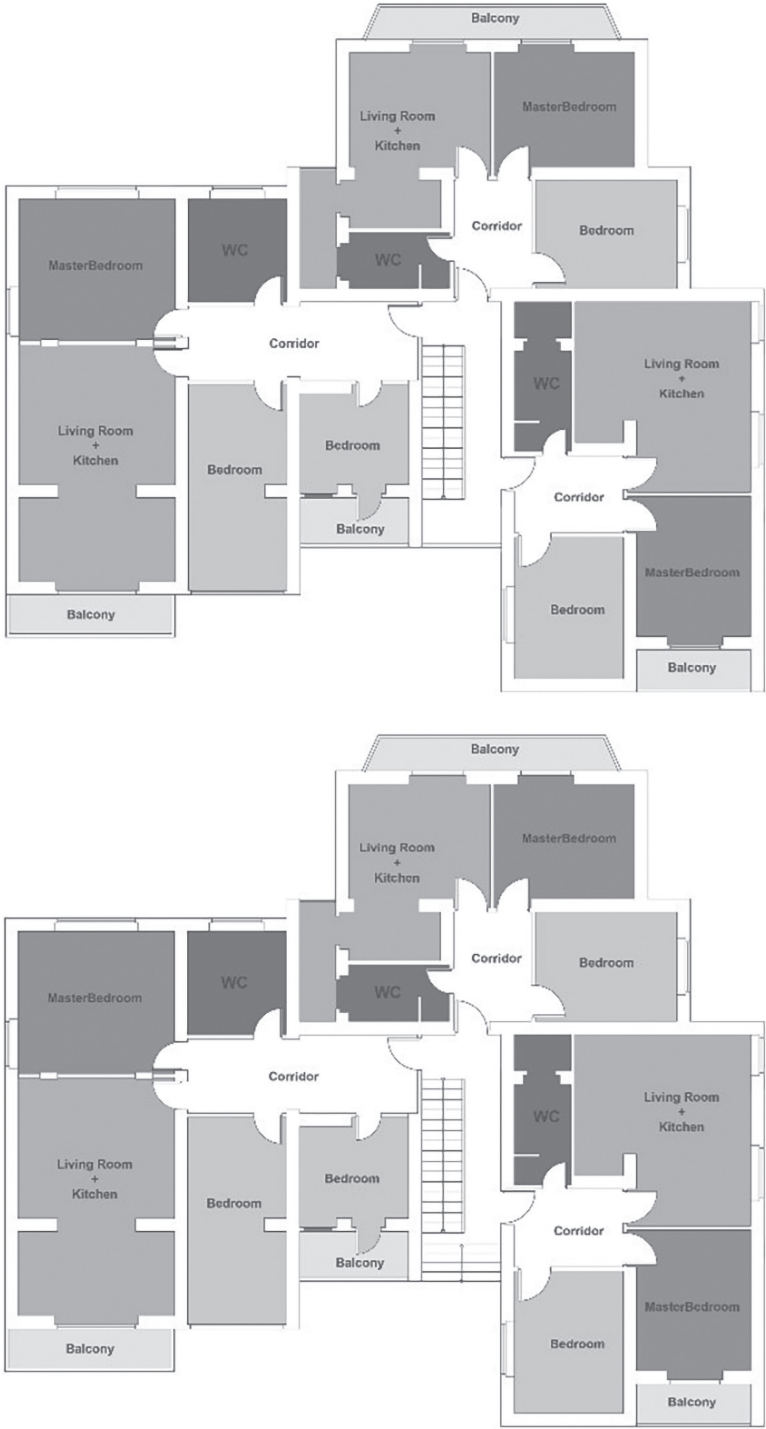 Balcony
Living Room
+
Kitchen
MasterBedroom
Corridor
Bedroom
WC
MasterBedroom
WC
Corridor
Living Room
+
Kitchen
Bedroom
Bedroom
Balcony
Balcony
WC
Living Room
+
Kitchen
Corridor
MasterBedroom
Bedroom
Balcony
Balcony
Living Room
+
Kitchen
MasterBedroom
Corridor
Bedroom
WC
MasterBedroom
WC
Corridor
Living Room
+
Kitchen
Bedroom
Bedroom
Balcony
Balcony
WC
Living Room
+
Kitchen
Corridor
MasterBedroom
Bedroom
Balcony